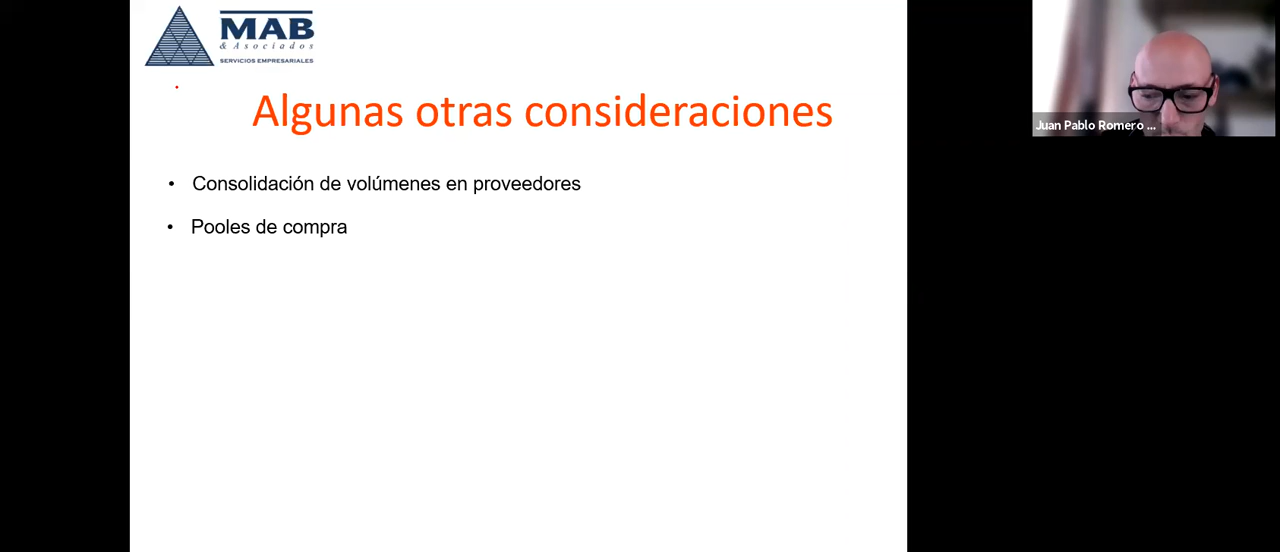 MAB
& Asociados
SERVICIOS EMPRESARIALES
Algunas otras consideraciones
• Consolidación de volúmenes en proveedores
• Pooles de compra
Juan Pablo Romero ...